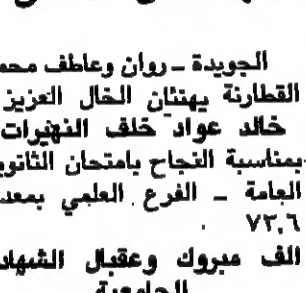 الجويدة _ روان وعاطف محمد
القطارنة يهنئان الخال العزيز
خالد عواد خلف النهيرات
بمناسبة النجاح بامتحان الثانوية
العامة _ الفرع العلمي بمعدل
٧٢,٦ .
الف مبروك وعقبال الشهادة
الجامعية